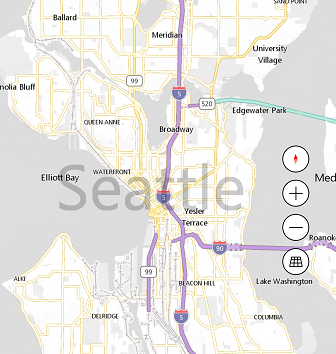 SAND POINT
Ballard
Meridian
University
Village
99
5
nolia Bluff
520
Edgewater Park
QUEEN ANNE
Broadway
WATERFRONT
Elliott Bay
Seattle
Med
5
Yesler
Terrace
90
Roanok
99
ALKI
BEACON HILL
Lake Washington
DELRIDGE
5
COLUMBIA